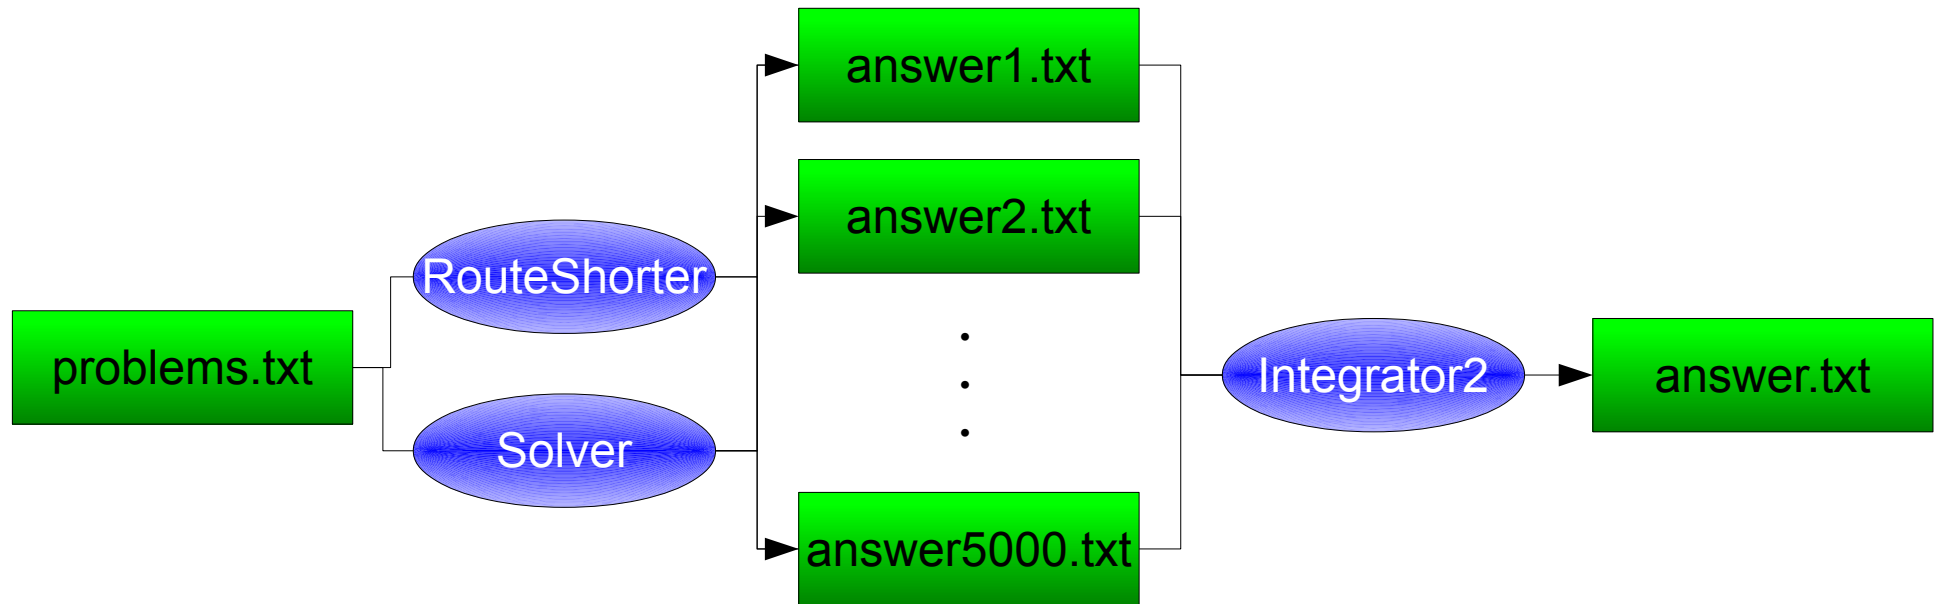 problems.txt
RouteShorter
Solver
answer1.txt
answer2.txt
answer5000.txt
Integrator2
answer.txt